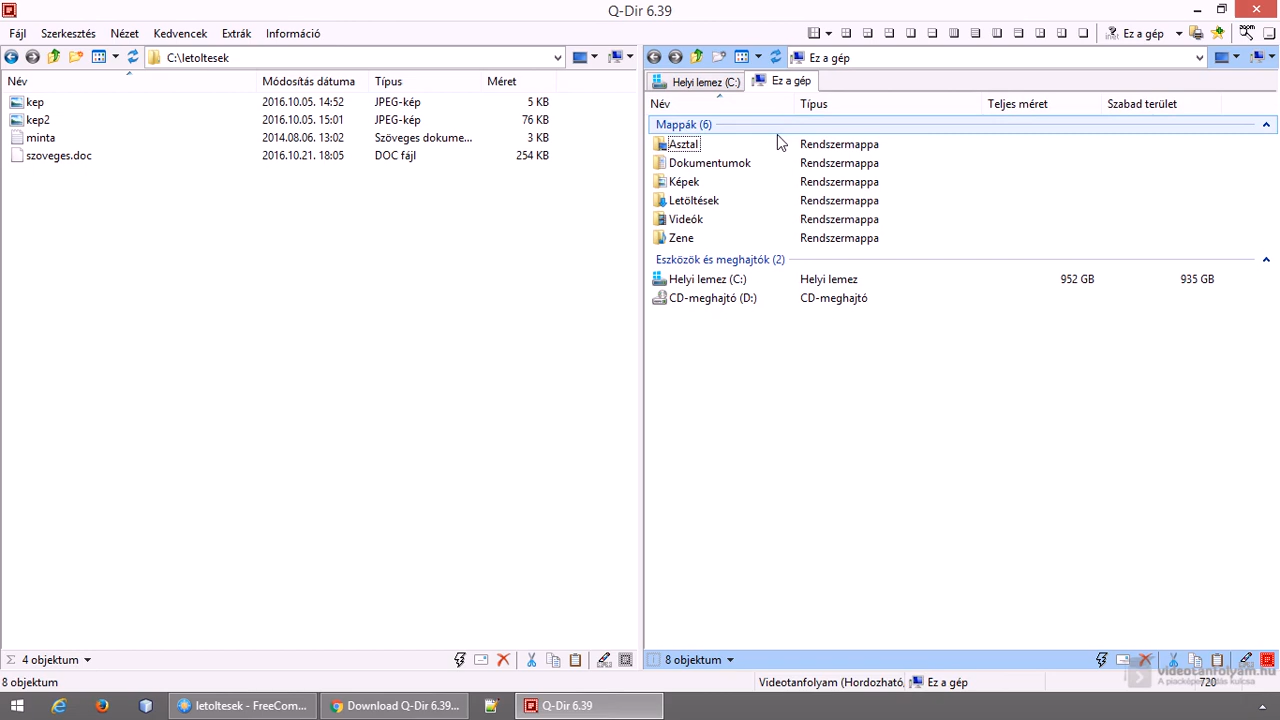 Q-Dir 6.39
Fájl Szerkesztés Nézet Kedvencek Extrák Információ
Ez a gép
C:\letoltesek
Ez a gép
Név Módosítás dátuma Típus Méret
kep 2016.10.05. 14:52 JPEG-kép 5 KB
kep2 2016.10.05. 15:01 JPEG-kép 76 KB
minta 2014.08.06. 13:02 Szöveges dokume... 3 KB
szoveges.doc 2016.10.21. 18:05 DOC fájl 254 KB
Helyi lemez (C:) Ez a gép
Név Típus Teljes méret Szabad terület
Mappák (6)
Asztal Rendszermappa
Dokumentumok Rendszermappa
Képek Rendszermappa
Letöltések Rendszermappa
Videók Rendszermappa
Zene Rendszermappa
Eszközök és meghajtók (2)
Helyi lemez (C:) Helyi lemez 952 GB 935 GB
CD-meghajtó (D:) CD-meghajtó
4 objektum
8 objektum
8 objektum
Videotanfolyam (Hordozható, Ez a gép 720
videotanfolyam.hu
A piacképes tudás kulcsa
letoltesek - FreeCom... Download Q-Dir 6.39... Q-Dir 6.39